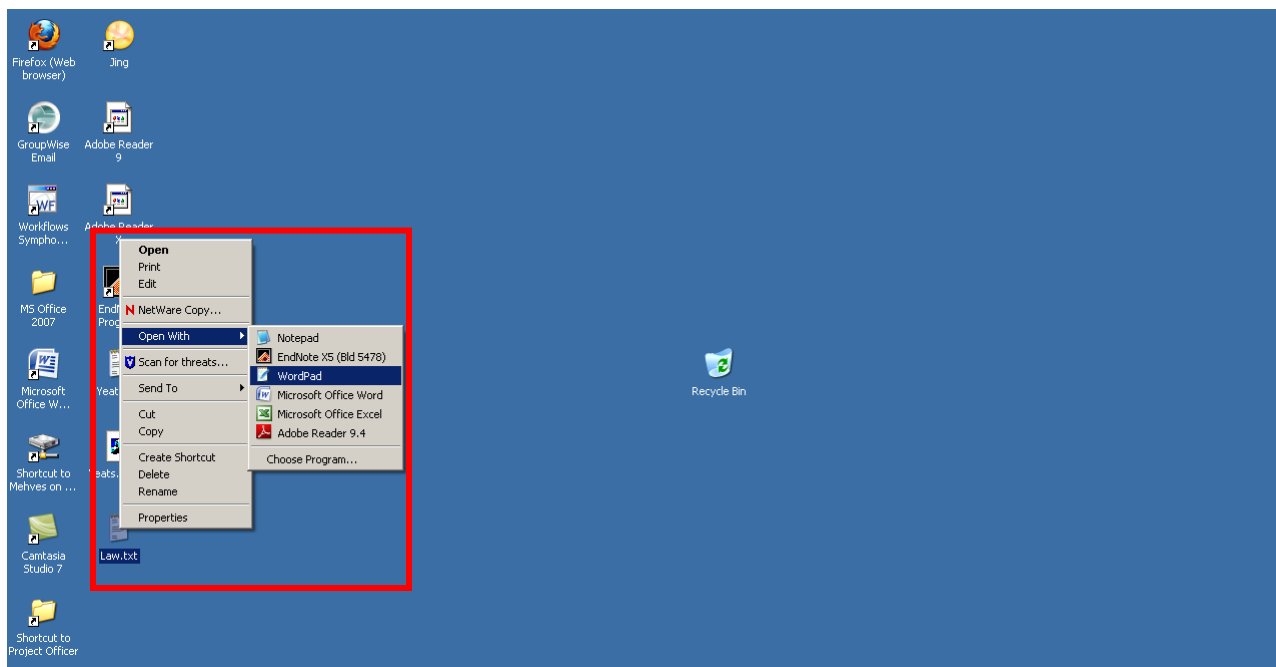 Firefox (Web
browser)
Jing
GroupWise
Email
Adobe Reader
9
WF
Workflows
Sympho...
Adobe Reader
X
MS Office
2007
Microsoft
Office W...
Shortcut to
Mehves on ...
Camtasia
Studio 7
Law.txt
Shortcut to
Project Officer
Open
Print
Edit
NetWare Copy...
Open With
Scan for threats...
Send To
Cut
Copy
Create Shortcut
Delete
Rename
Properties
Notepad
EndNote X5 (Bld 5478)
WordPad
Microsoft Office Word
Microsoft Office Excel
Adobe Reader 9.4
Choose Program...
Recycle Bin